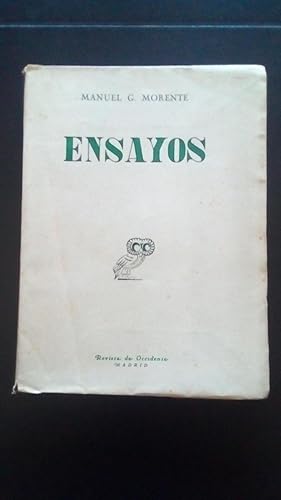 MANUEL G. MORENTE
ENSAYOS
Revista de Occidente
MADRID